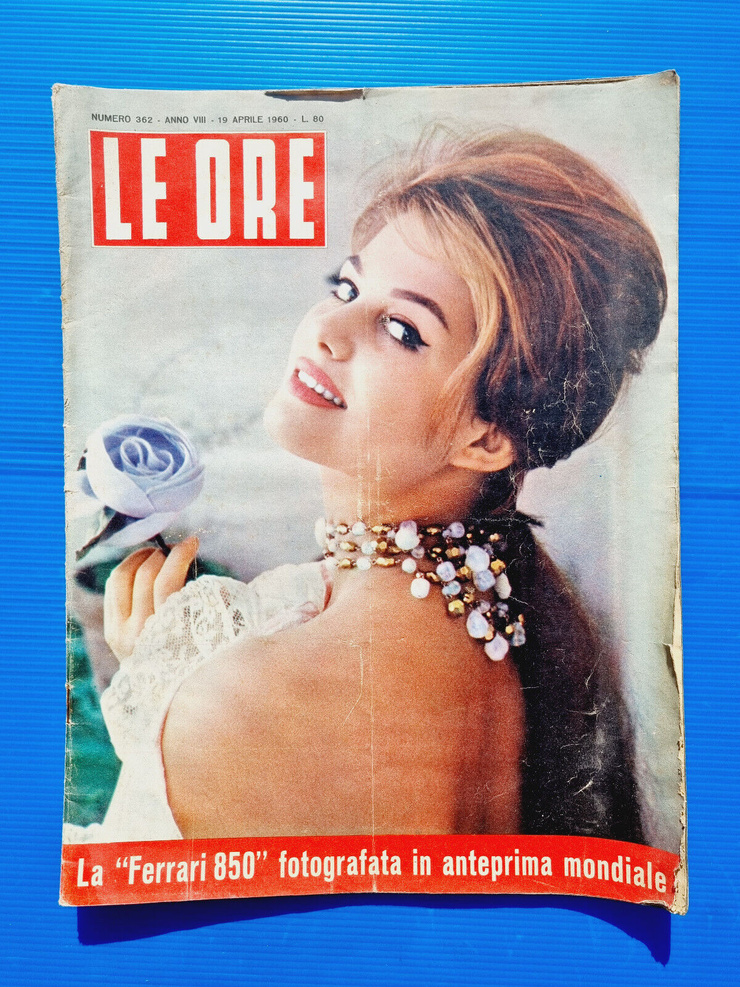 NUMERO 362 - ANNO VIII - 19 APRILE 1960 - L. 80
LE ORE
La "Ferrari 850" fotografata in anteprima mondiale